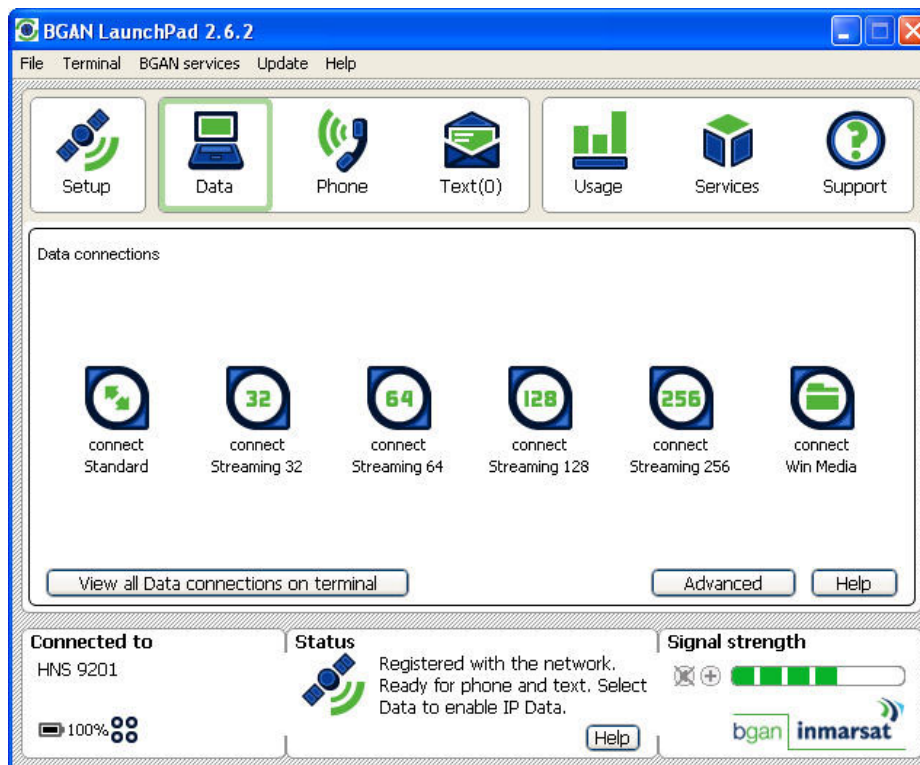 BGAN LaunchPad 2.6.2
File Terminal BGAN services Update Help
Setup Data Phone Text(0) Usage Services Support
Data connections
32 64 128 256
connect connect connect connect connect connect
Standard Streaming 32 Streaming 64 Streaming 128 Streaming 256 Win Media
View all Data connections on terminal Advanced Help
Connected to
HNS 9201
100%
Status
Registered with the network.
Ready for phone and text. Select
Data to enable IP Data.
Help
Signal strength
bgan inmarsat